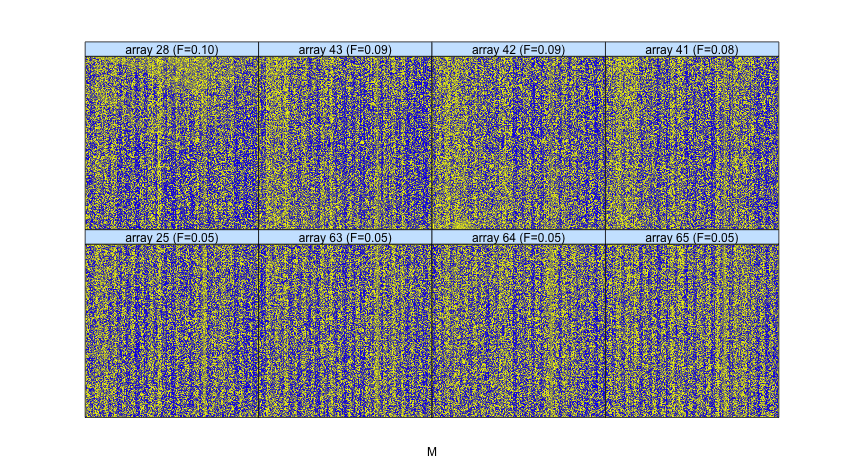 array 28 (F=0.10) array 43 (F=0.09) array 42 (F=0.09) array 41 (F=0.08)
array 25 (F=0.05) array 63 (F=0.05) array 64 (F=0.05) array 65 (F=0.05)
M